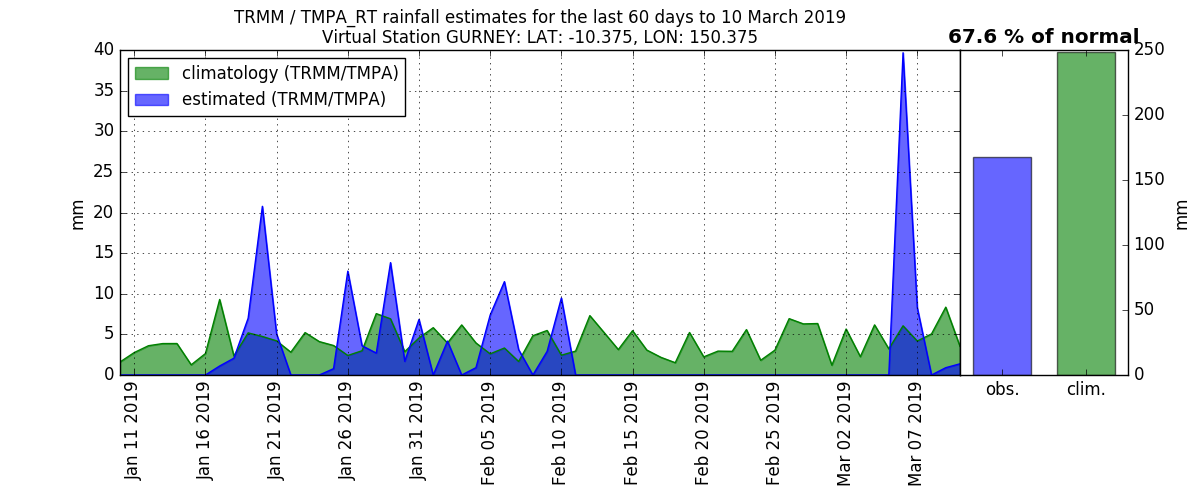 TRMM / TMPA_RT rainfall estimates for the last 60 days to 10 March 2019
Virtual Station GURNEY: LAT: -10.375, LON: 150.375
67.6 % of normal
climatology (TRMM/TMPA)
estimated (TRMM/TMPA)
mm
40
35
30
25
20
15
10
5
0
Jan 11 2019
Jan 16 2019
Jan 21 2019
Jan 26 2019
Jan 31 2019
Feb 05 2019
Feb 10 2019
Feb 15 2019
Feb 20 2019
Feb 25 2019
Mar 02 2019
Mar 07 2019
obs.
clim.
250
200
150
100
50
0
mm